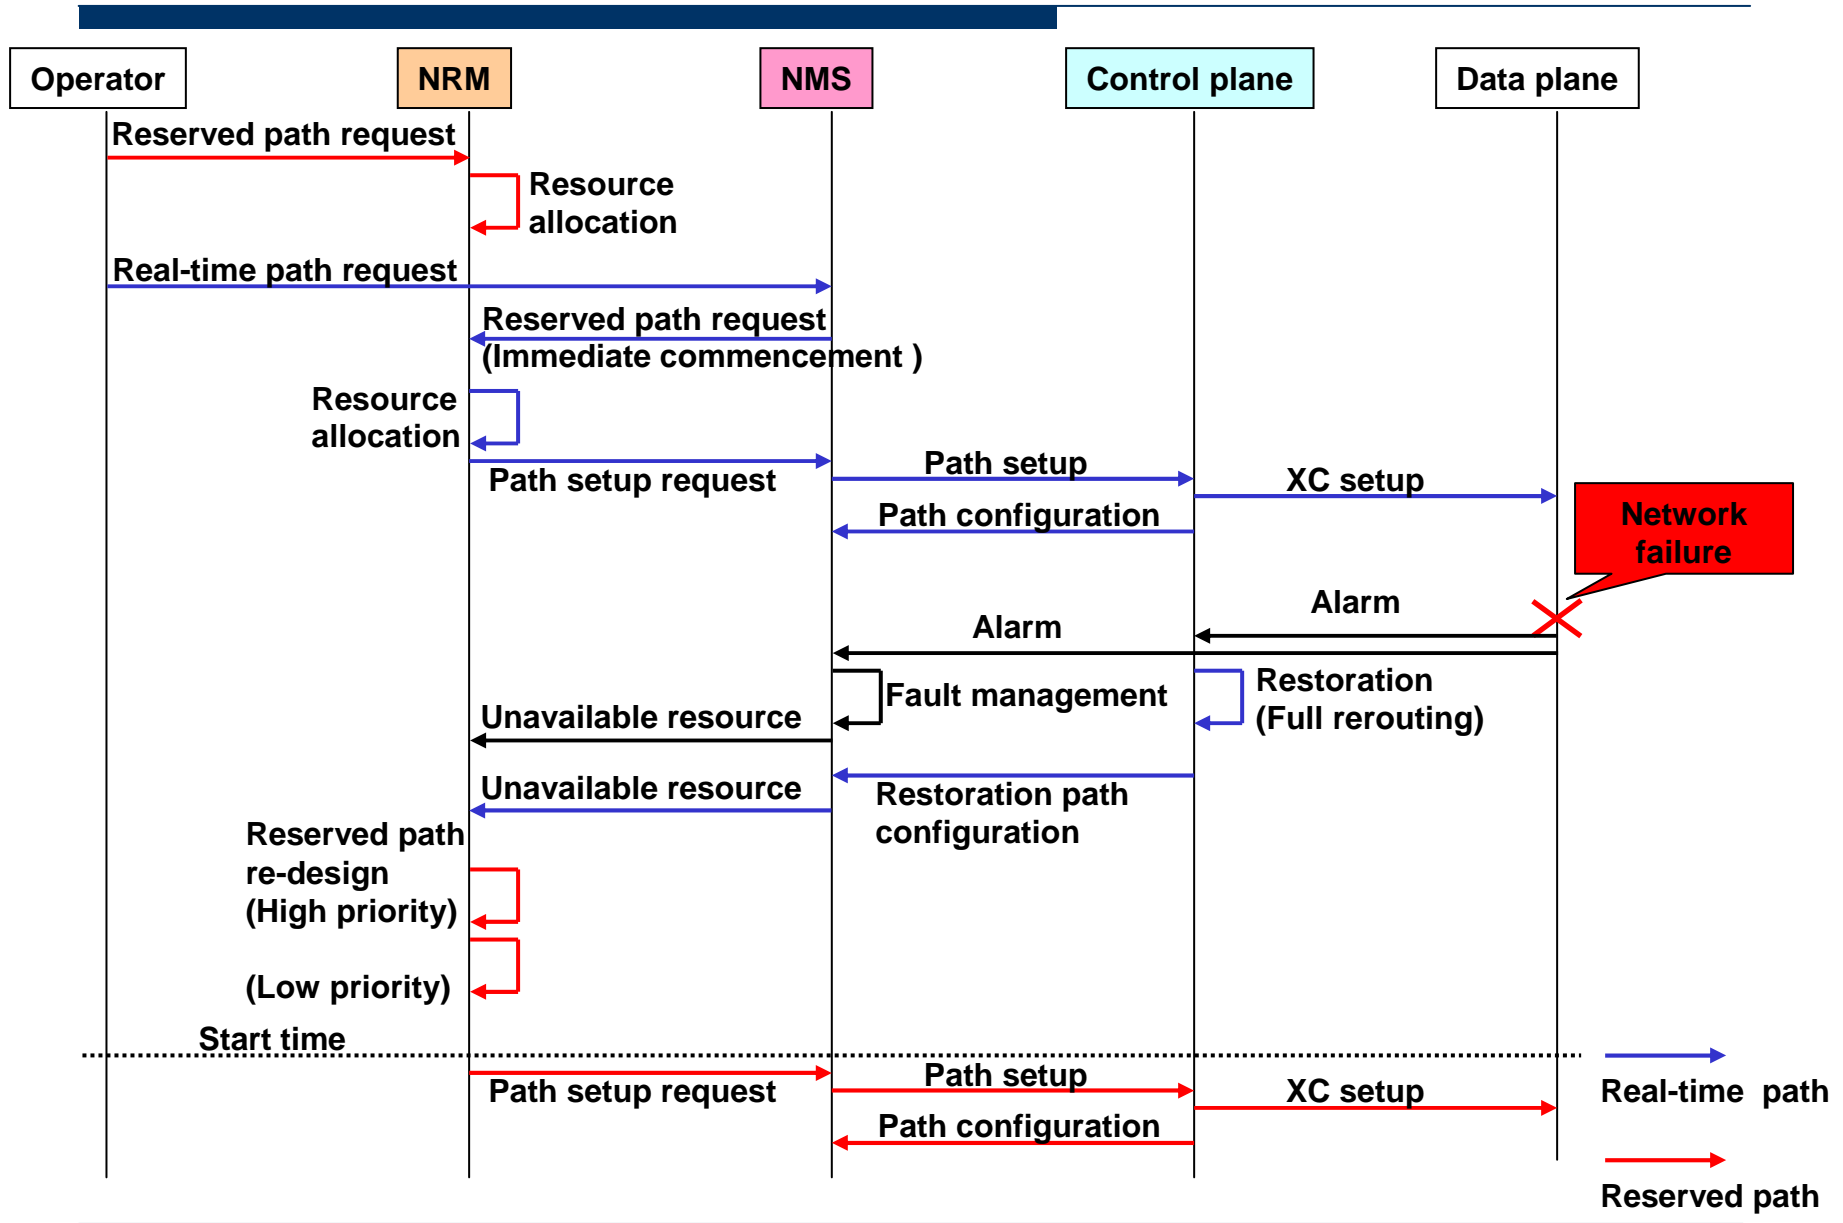 Operator
NRM
NMS
Control plane
Data plane
Reserved path request
Resource
allocation
Real-time path request
Reserved path request
(Immediate commencement )
Resource
allocation
Path setup request
Path setup
XC setup
Path configuration
Network
failure
Alarm
Alarm
Fault management
Restoration
(Full rerouting)
Unavailable resource
Unavailable resource
Restoration path
configuration
Reserved path
re-design
(High priority)
(Low priority)
Start time
Path setup request
Path setup
XC setup
Path configuration
Real-time  path
Reserved path